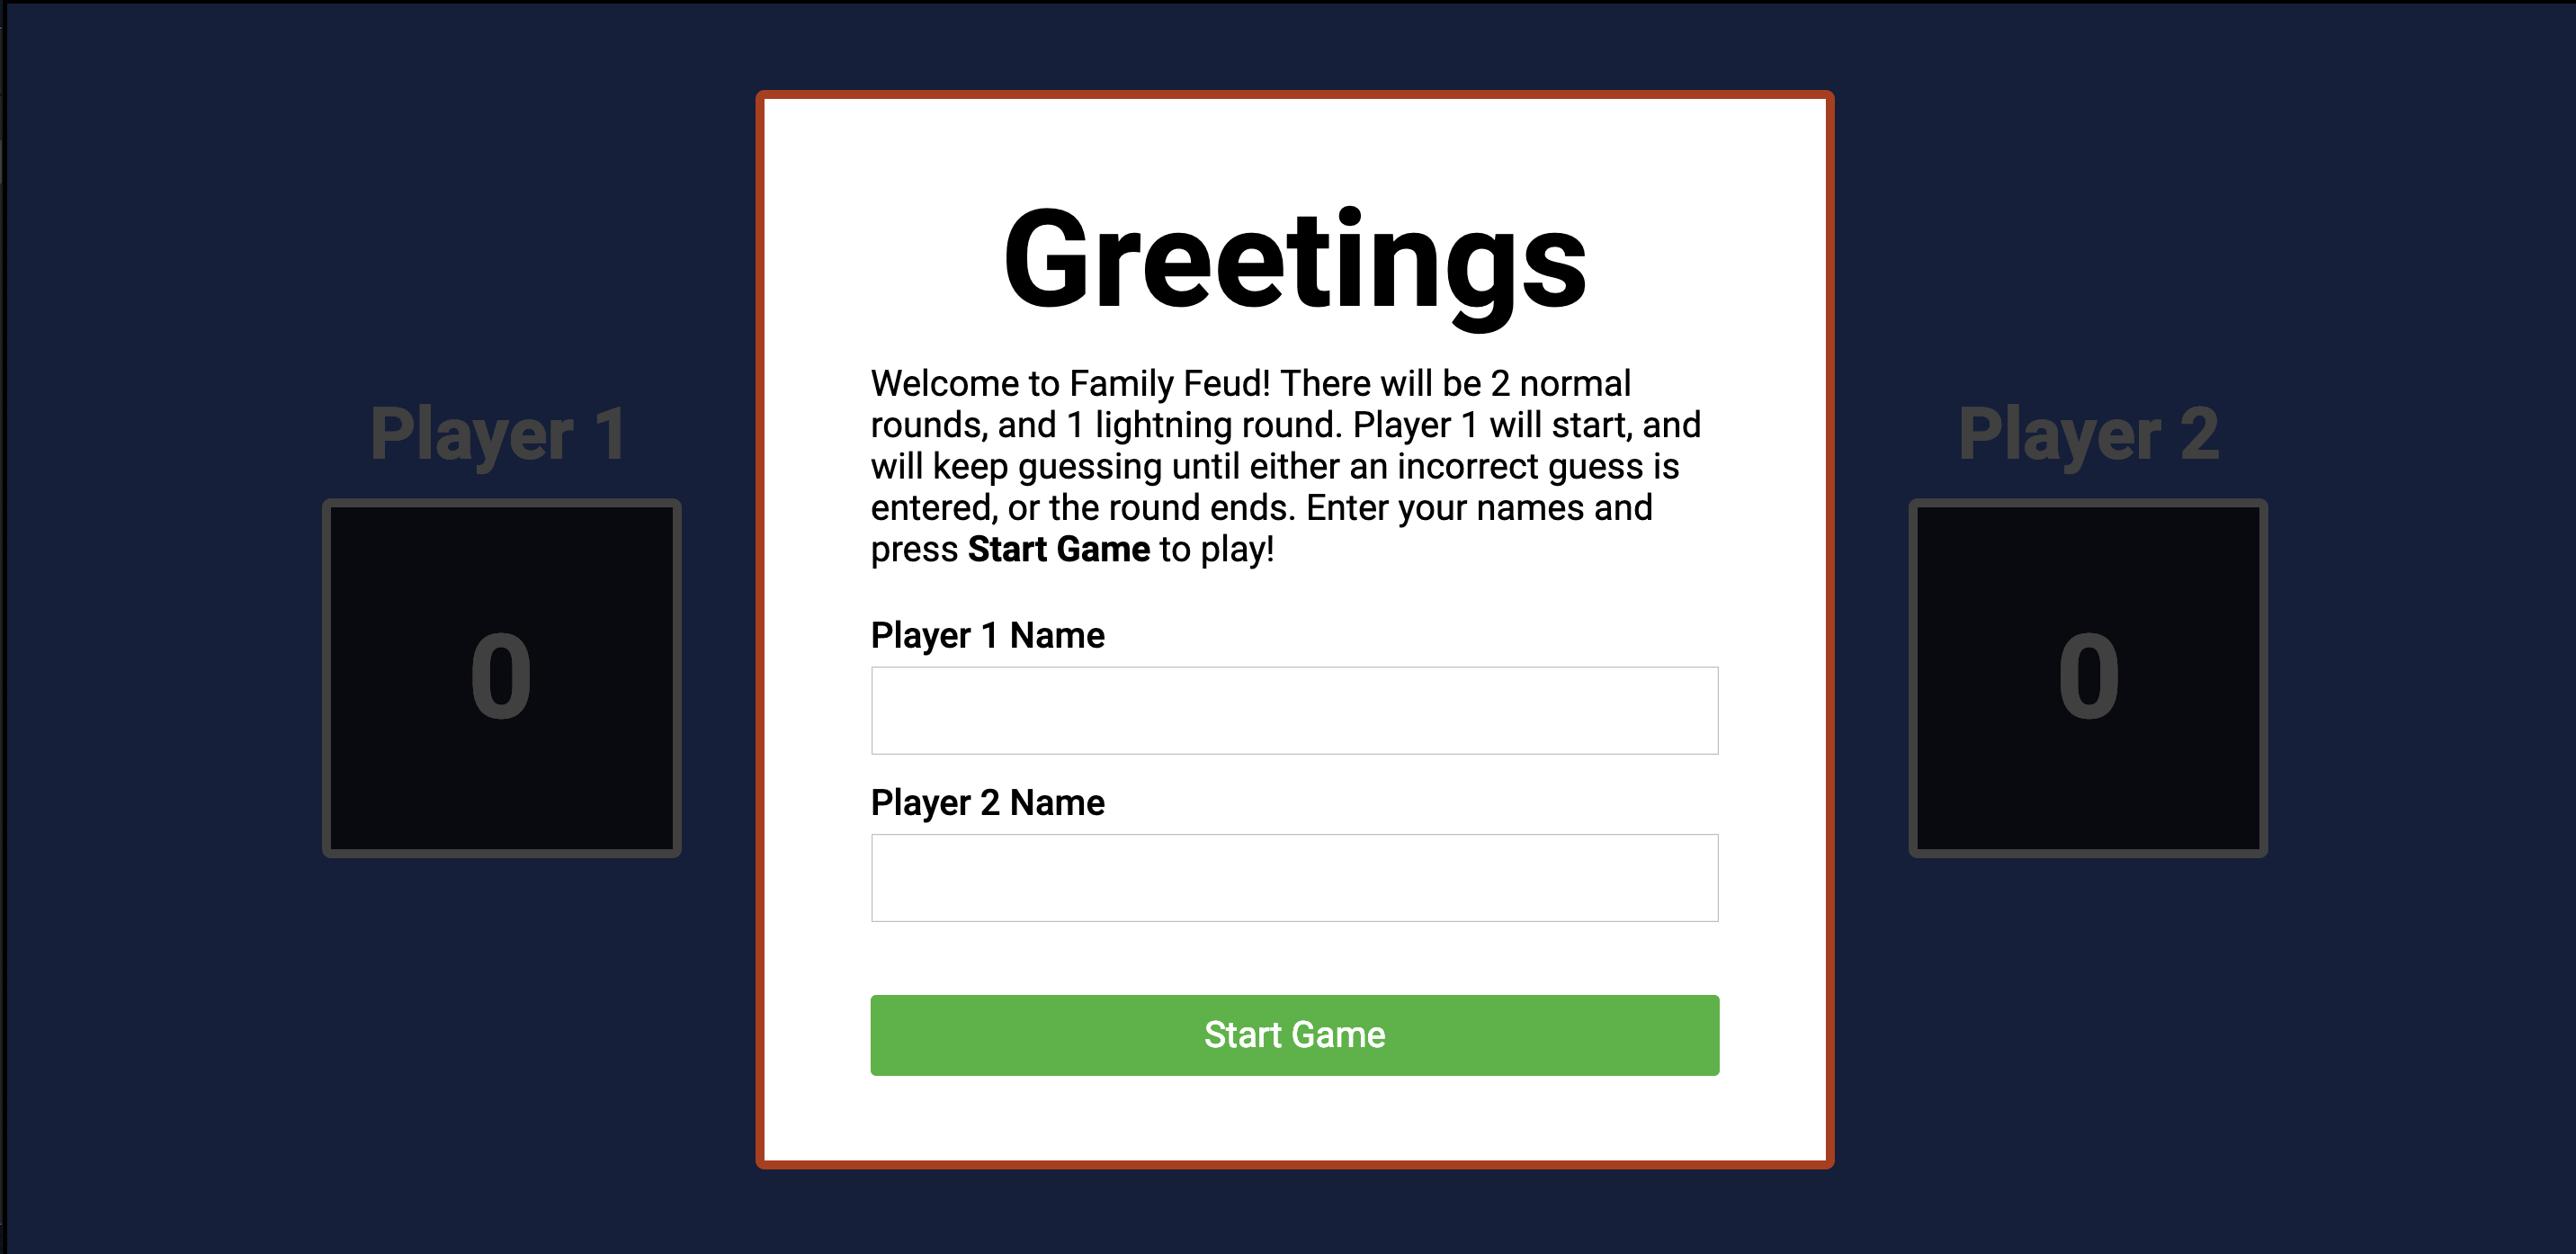 Greetings
Welcome to Family Feud! There will be 2 normal
rounds, and 1 lightning round. Player 1 will start, and
will keep guessing until either an incorrect guess is
entered, or the round ends. Enter your names and
press Start Game to play!
Player 1
0
Player 1 Name
Player 2 Name
Start Game
Player 2
0